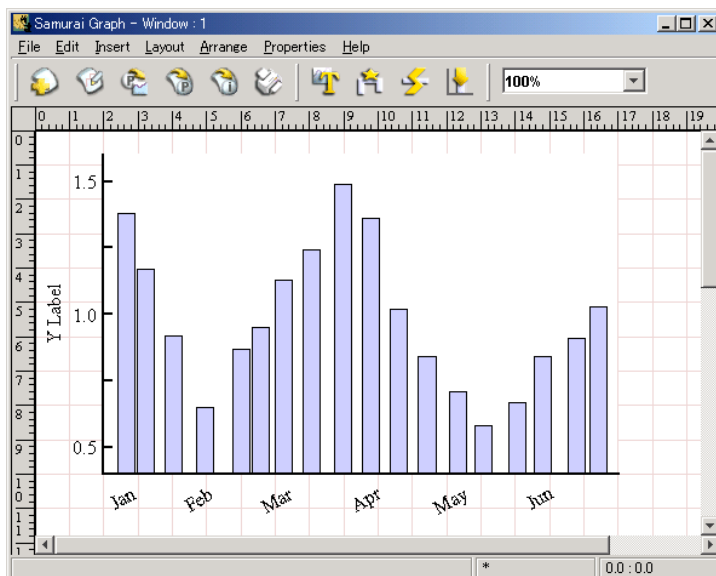 Samurai Graph - Window : 1
File Edit Insert Layout Arrange Properties Help
100%
0 1 2 3 4 5 6 7 8 9 10 11 12 13 14 15 16 17 18 19
0
1
2
3
4
5
6
7
8
9
10
11
1.5
1.0
0.5
Y Label
Jan Feb Mar Apr May Jun
* 0.0 : 0.0